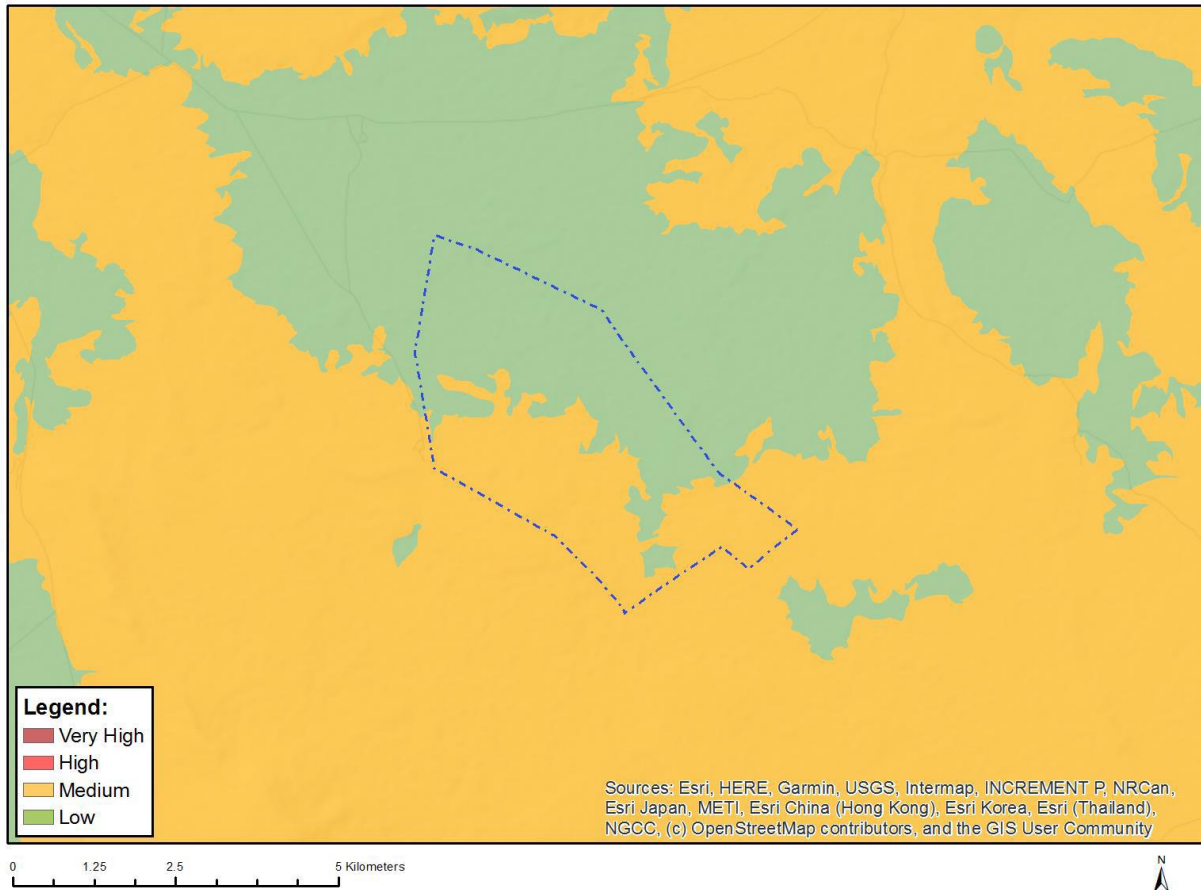 Legend:
Very High
High
Medium
Low
Sources: Esri, HERE, Garmin, USGS, Intermap, INCREMENT P, NRCan,
Esri Japan, METI, Esri China (Hong Kong), Esri Korea, Esri (Thailand),
NGCC, (c) OpenStreetMap contributors, and the GIS User Community
0 1.25 2.5 5 Kilometers
N